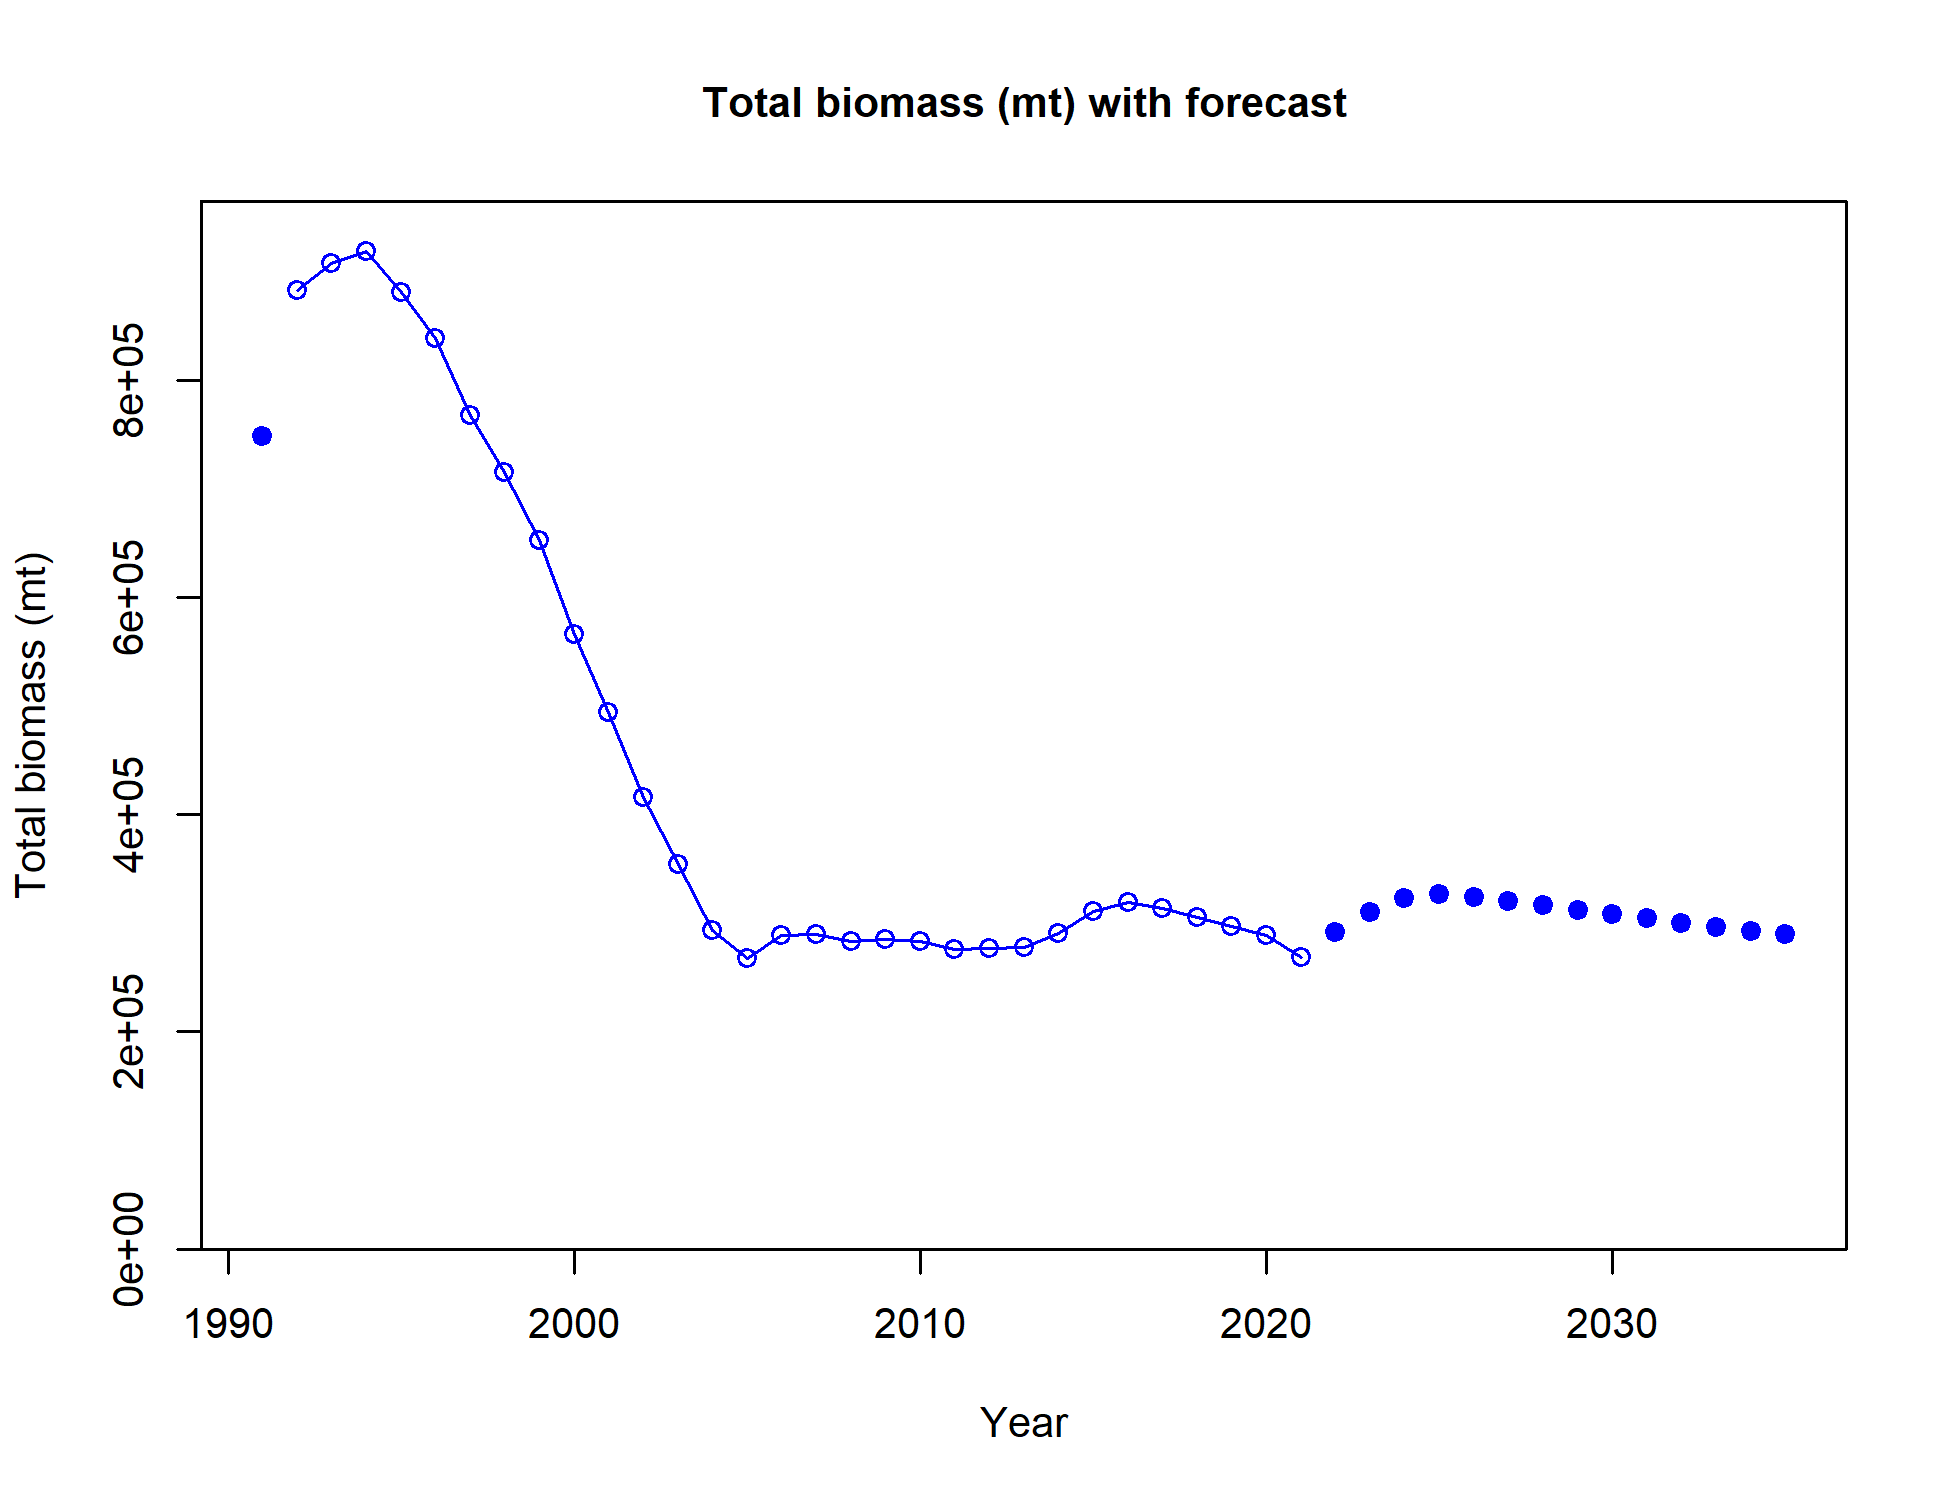 Total biomass (mt) with forecast
Total biomass (mt)
8e+05
6e+05
4e+05
2e+05
0e+00
1990 2000 2010 2020 2030
Year